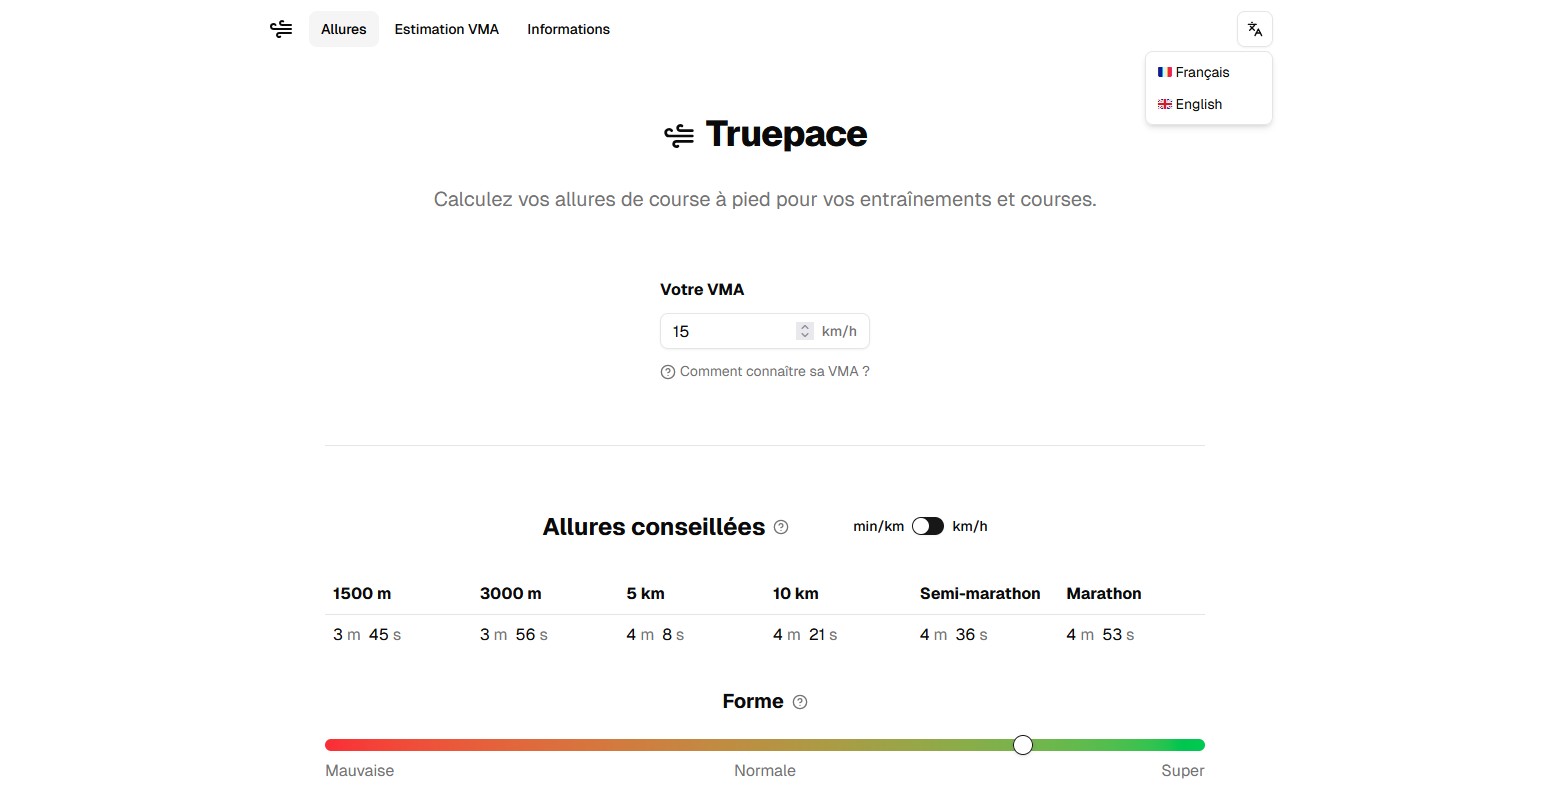 Allures Estimation VMA Informations
Français
English
Truepace
Calculez vos allures de course à pied pour vos entraînements et courses.
Votre VMA
15 km/h
Comment connaître sa VMA ?
Allures conseillées min/km km/h
1500 m 3000 m 5 km 10 km Semi-marathon Marathon
3 m 45 s 3 m 56 s 4 m 8 s 4 m 21 s 4 m 36 s 4 m 53 s
Forme
Mauvaise Normale Super